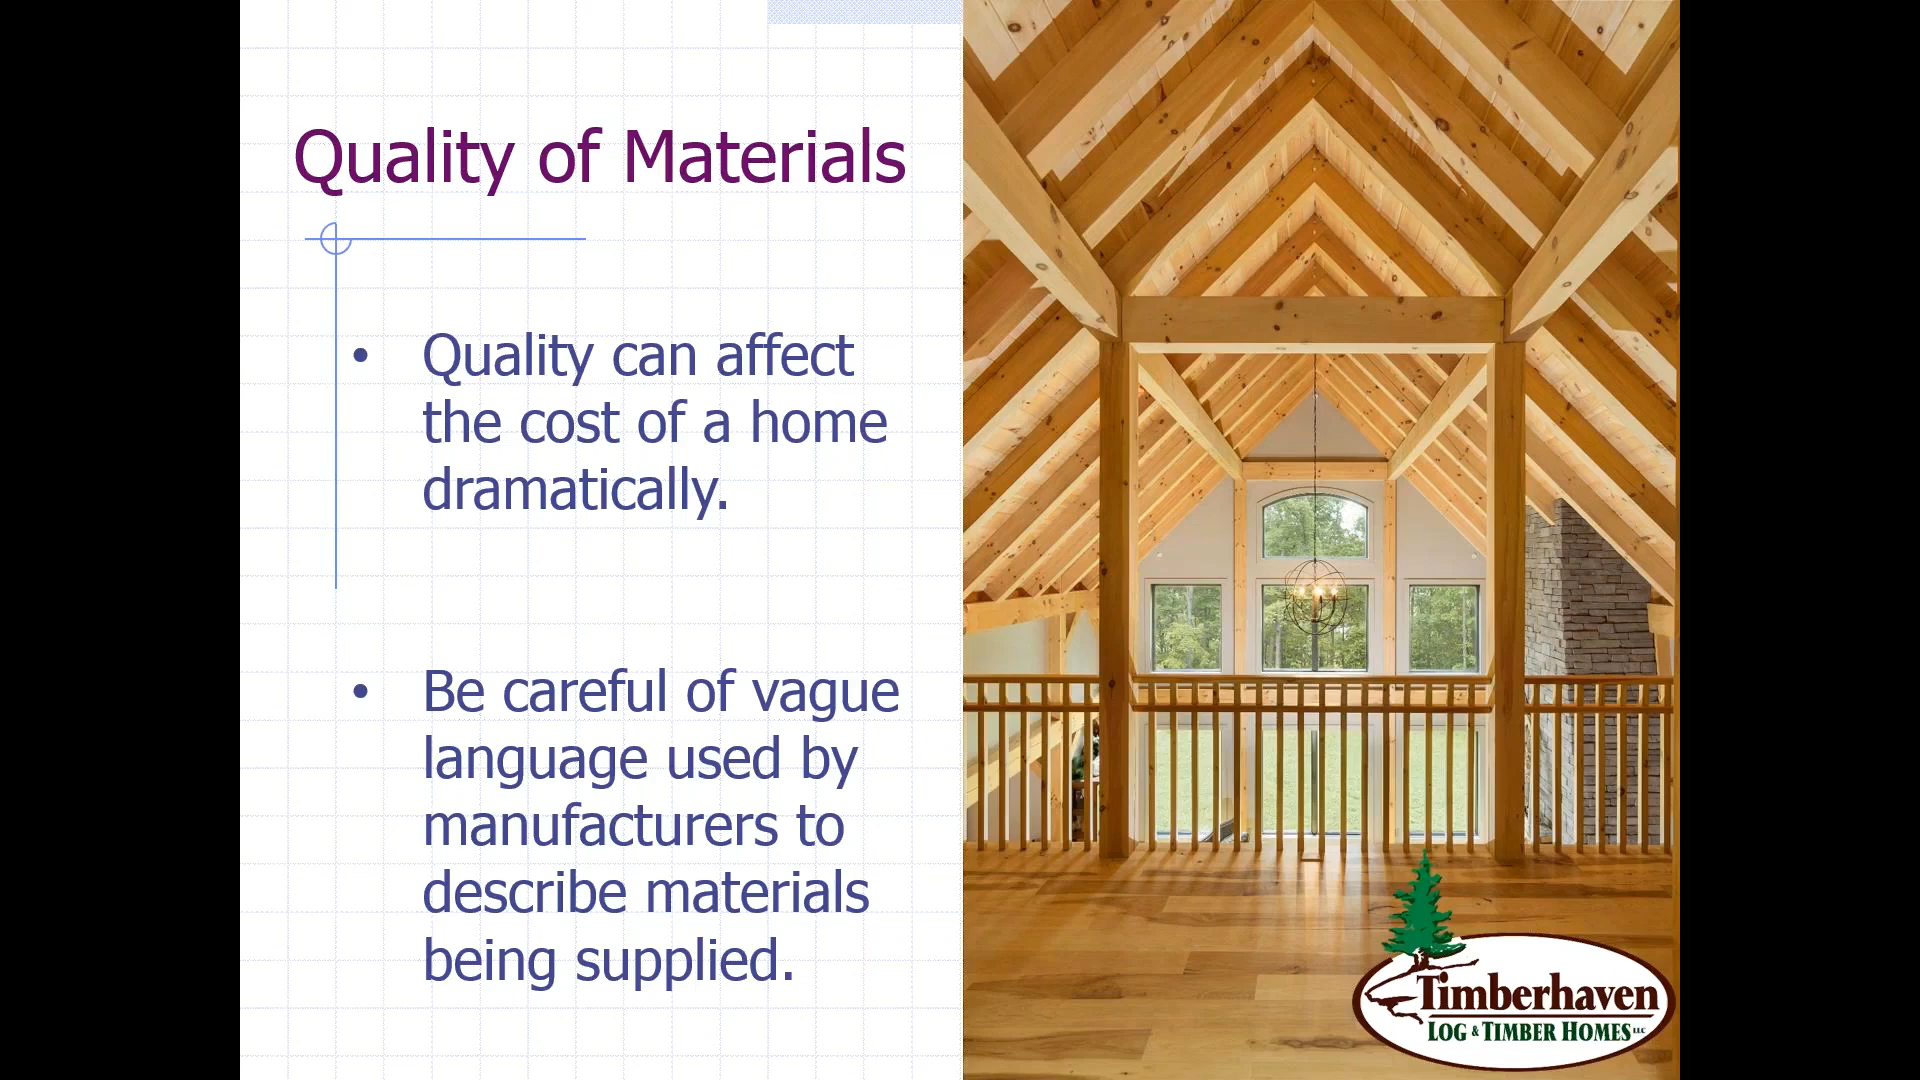 Quality of Materials
• Quality can affect
the cost of a home
dramatically.
• Be careful of vague
language used by
manufacturers to
describe materials
being supplied.
Timberhaven
LOG & TIMBER HOMES LLC